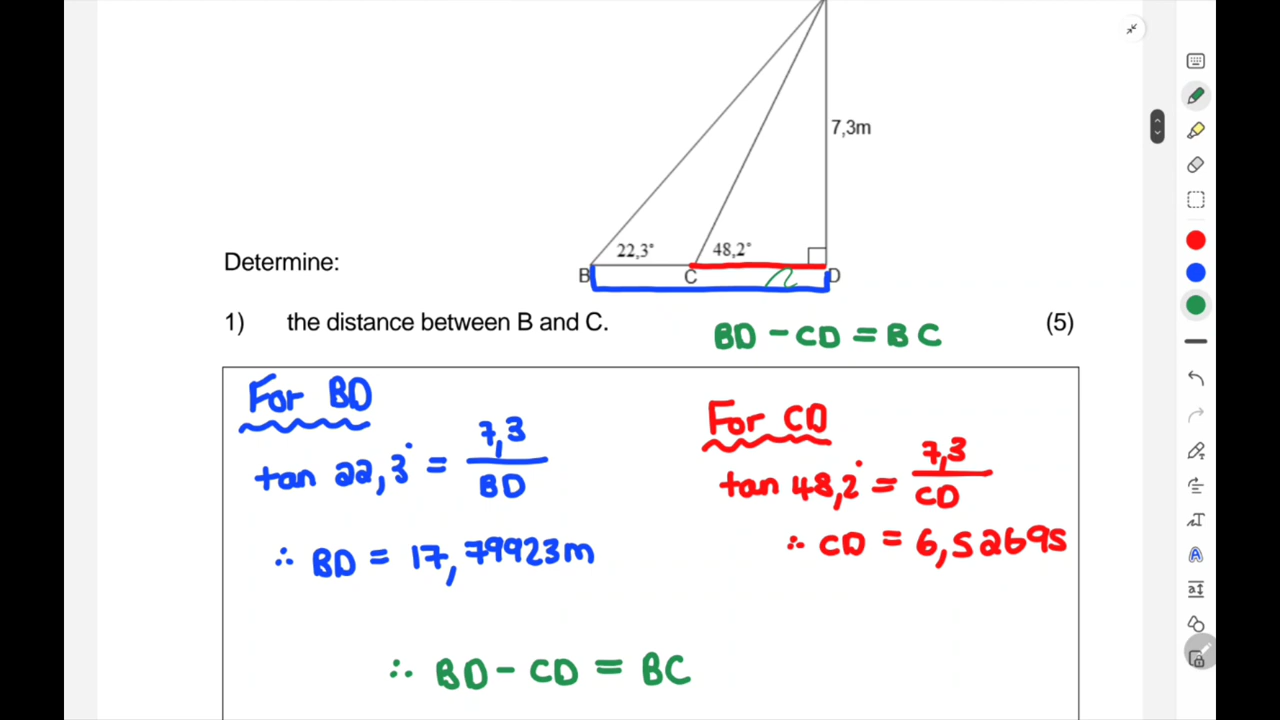 7,3m
22,3°
48,2°
B
C
D
Determine:
1) the distance between B and C.
(5)
BD - CD = BC
For BD
tan 22,3° = 7,3 / BD
∴ BD = 17,79923m
For CD
tan 48,2° = 7,3 / CD
∴ CD = 6,52695
∴ BD - CD = BC